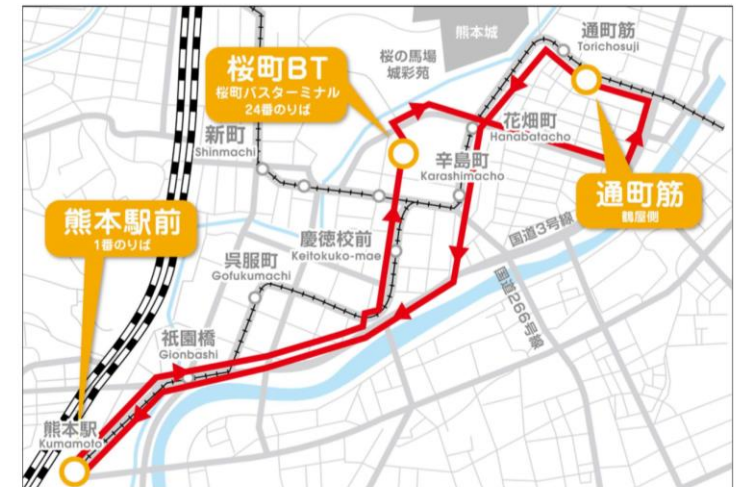 熊本城
通町筋
Torichosuji
桜の馬場
城彩苑
桜町BT
桜町バスターミナル
24番のりば
新町
Shinmachi
花畑町
Hanabatacho
辛島町
Karashimacho
通町筋
鶴屋側
熊本駅前
1番のりば
慶徳校前
Keitokuko-mae
国道3号線
呉服町
Gofukumachi
国道266号線
祇園橋
Gionbashi
熊本駅
Kumamoto